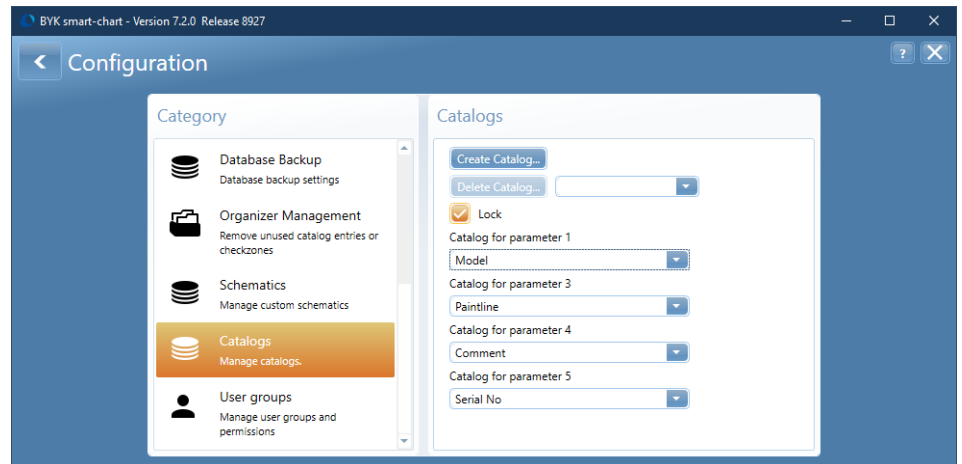 BYK smart-chart - Version 7.2.0 Release 8927
Configuration
?
Category
Database Backup
Database backup settings
Organizer Management
Remove unused catalog entries or
checkzones
Schematics
Manage custom schematics
Catalogs
Manage catalogs.
User groups
Manage user groups and
permissions
Catalogs
Create Catalog...
Delete Catalog...
Lock
Catalog for parameter 1
Model
Catalog for parameter 3
Paintline
Catalog for parameter 4
Comment
Catalog for parameter 5
Serial No